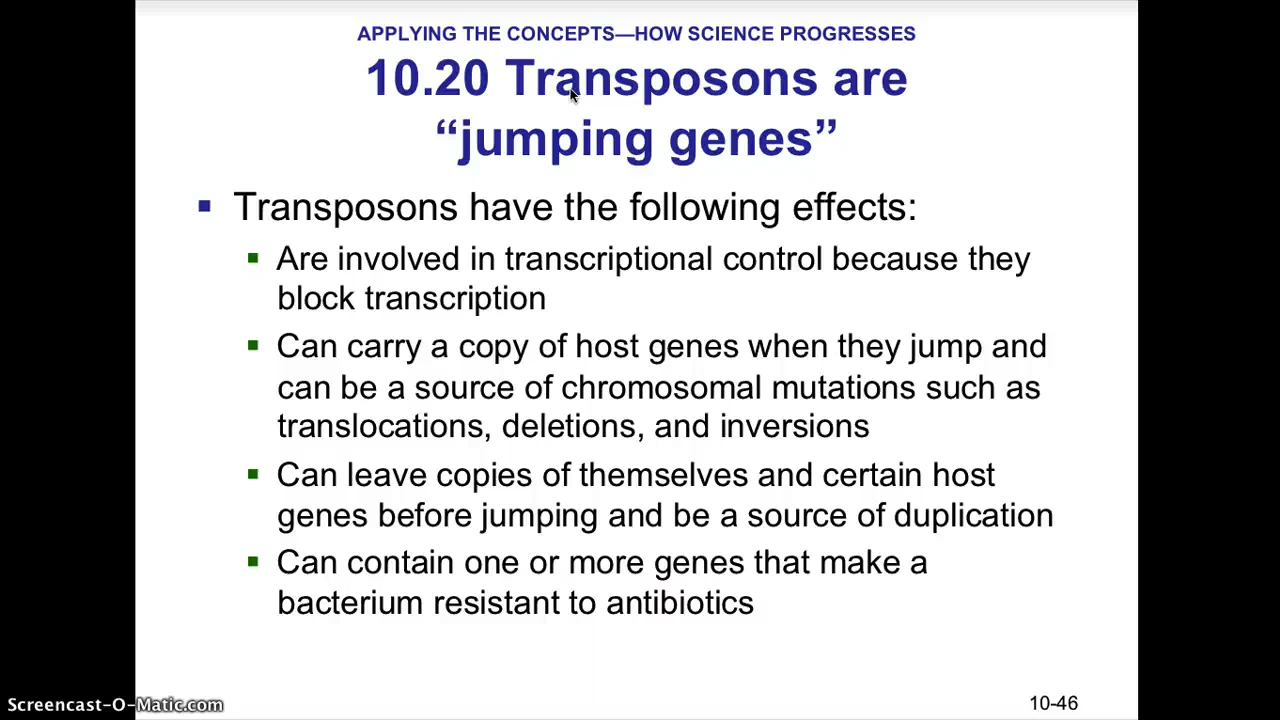 APPLYING THE CONCEPTS—HOW SCIENCE PROGRESSES
10.20 Transposons are
“jumping genes”
▪ Transposons have the following effects:
▪ Are involved in transcriptional control because they
block transcription
▪ Can carry a copy of host genes when they jump and
can be a source of chromosomal mutations such as
translocations, deletions, and inversions
▪ Can leave copies of themselves and certain host
genes before jumping and be a source of duplication
▪ Can contain one or more genes that make a
bacterium resistant to antibiotics
Screencast-O-Matic.com
10-46